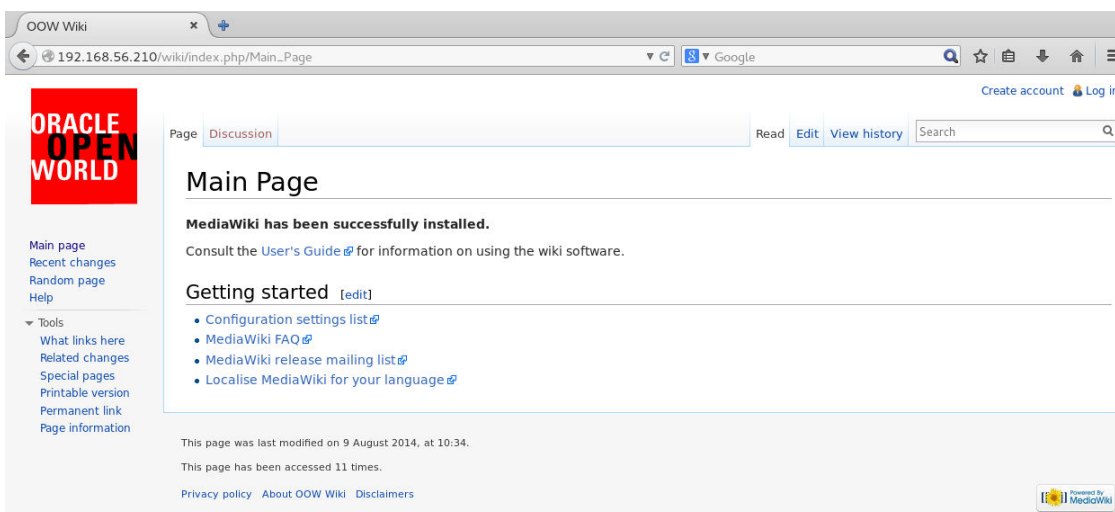 OOW Wiki
192.168.56.210/wiki/index.php/Main_Page
8 Google
Create account Log in
ORACLE
OPEN
WORLD
Page Discussion
Read Edit View history Search
Main Page
MediaWiki has been successfully installed.
Consult the User's Guide for information on using the wiki software.
Main page
Recent changes
Random page
Help
Getting started [edit]
Tools
What links here
Related changes
Special pages
Printable version
Permanent link
Page information
• Configuration settings list
• MediaWiki FAQ
• MediaWiki release mailing list
• Localise MediaWiki for your language
This page was last modified on 9 August 2014, at 10:34.
This page has been accessed 11 times.
Privacy policy About OOW Wiki Disclaimers
Powered By
MediaWiki